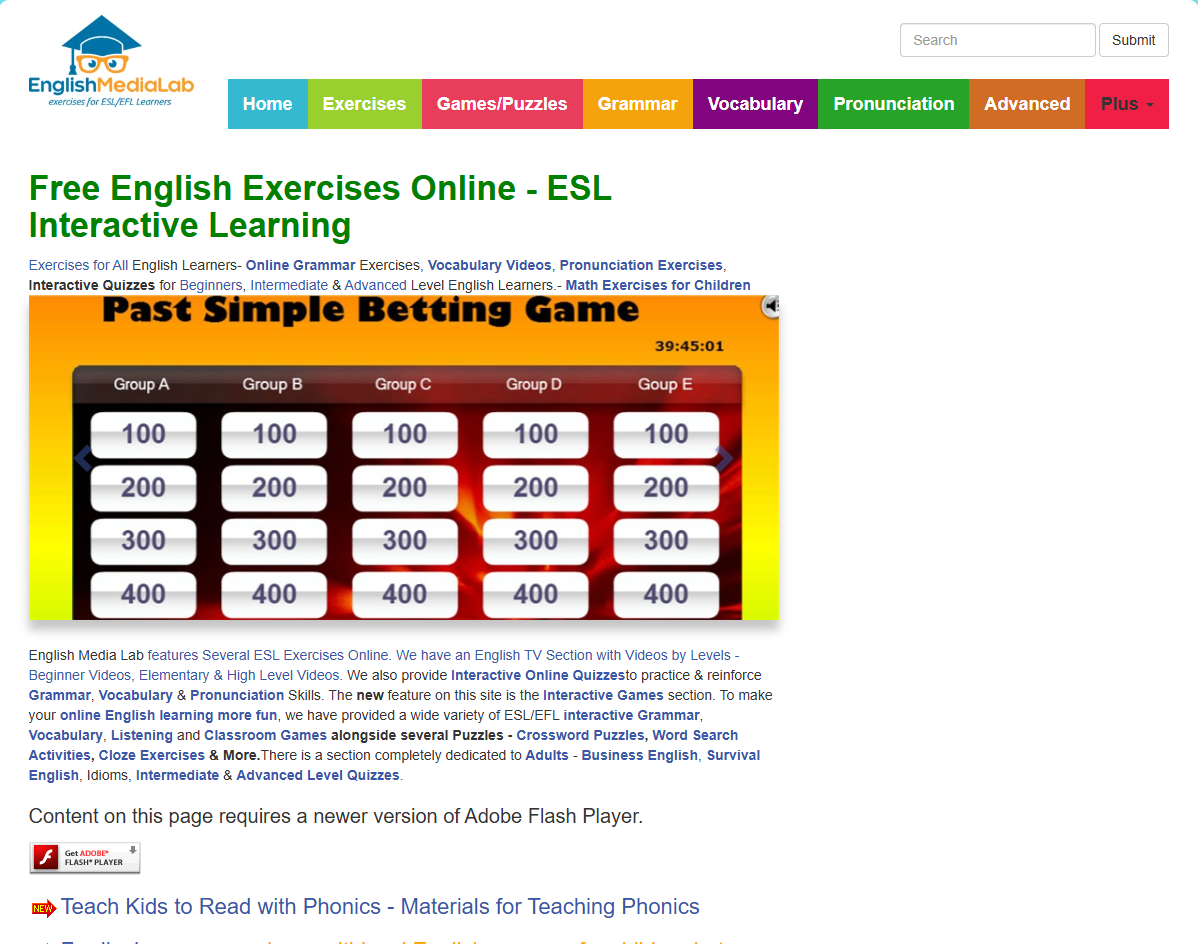 EnglishMediaLab
exercises for ESL/EFL Learners
Search
Submit
Home Exercises Games/Puzzles Grammar Vocabulary Pronunciation Advanced Plus
Free English Exercises Online - ESL
Interactive Learning
Exercises for All English Learners- Online Grammar Exercises, Vocabulary Videos, Pronunciation Exercises,
Interactive Quizzes for Beginners, Intermediate & Advanced Level English Learners.- Math Exercises for Children
Past Simple Betting Game
39:45:01
Group A Group B Group C Group D Goup E
100 100 100 100 100
200 200 200 200 200
300 300 300 300 300
400 400 400 400 400
English Media Lab features Several ESL Exercises Online. We have an English TV Section with Videos by Levels -
Beginner Videos, Elementary & High Level Videos. We also provide Interactive Online Quizzesto practice & reinforce
Grammar, Vocabulary & Pronunciation Skills. The new feature on this site is the Interactive Games section. To make
your online English learning more fun, we have provided a wide variety of ESL/EFL interactive Grammar,
Vocabulary, Listening and Classroom Games alongside several Puzzles - Crossword Puzzles, Word Search
Activities, Cloze Exercises & More.There is a section completely dedicated to Adults - Business English, Survival
English, Idioms, Intermediate & Advanced Level Quizzes.
Content on this page requires a newer version of Adobe Flash Player.
Get ADOBE®
FLASH® PLAYER
NEW Teach Kids to Read with Phonics - Materials for Teaching Phonics